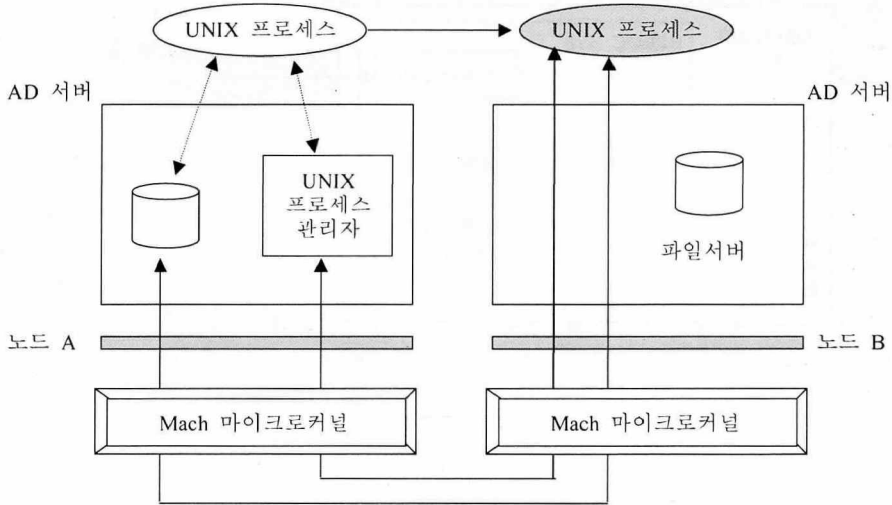 UNIX 프로세스
UNIX 프로세스
AD 서버
AD 서버
UNIX
프로세스
관리자
파일서버
노드 A
노드 B
Mach 마이크로커널
Mach 마이크로커널